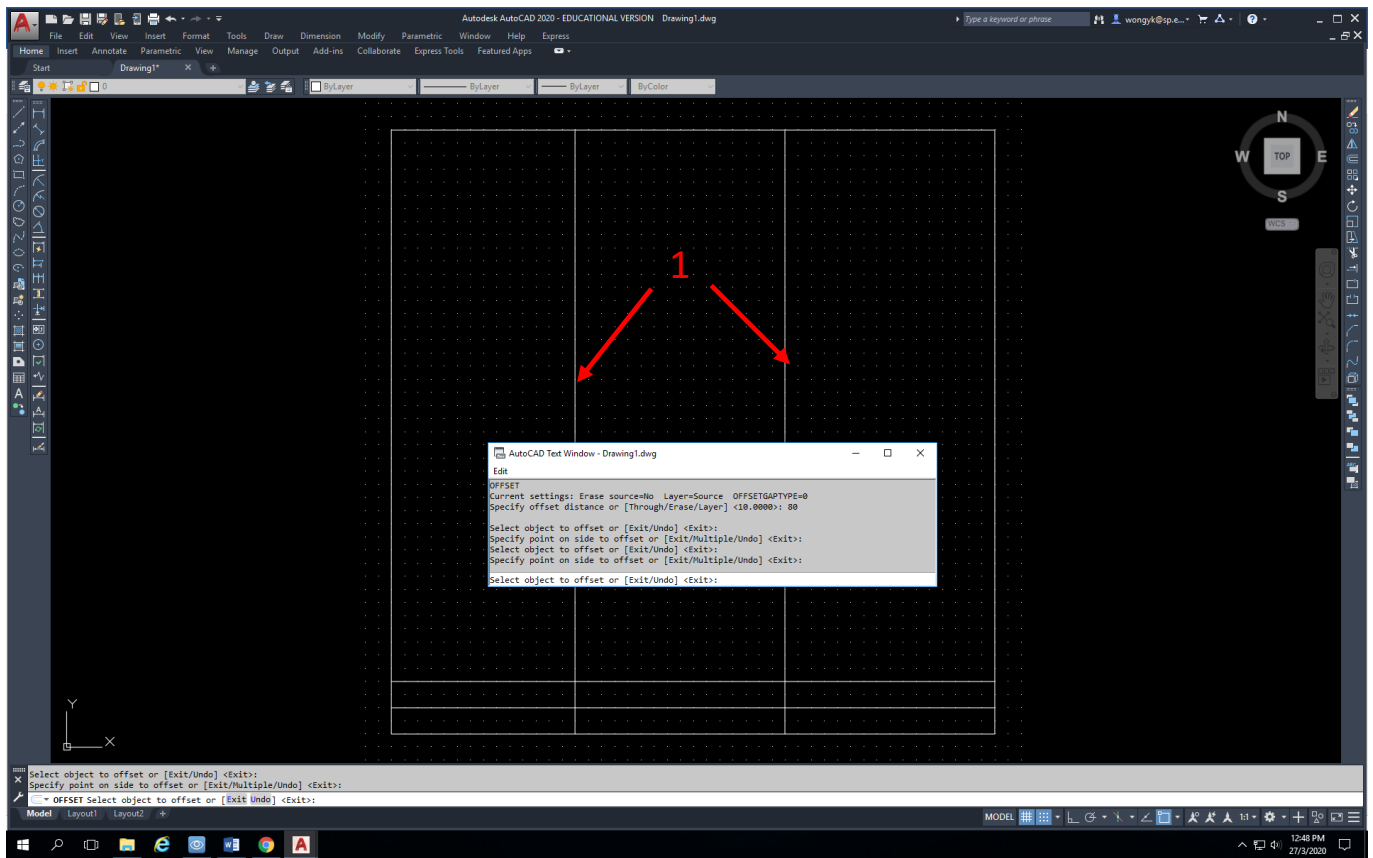 Autodesk AutoCAD 2020 - EDUCATIONAL VERSION Drawing1.dwg
Type a keyword or phrase
wongyk@sp.e...
File Edit View Insert Format Tools Draw Dimension Modify Parametric Window Help Express
Home Insert Annotate Parametric View Manage Output Add-ins Collaborate Express Tools Featured Apps
Start Drawing1*
0 ByLayer ByLayer ByLayer ByColor
N
W TOP E
S
WCS
1
AutoCAD Text Window - Drawing1.dwg
Edit
OFFSET
Current settings: Erase source=No Layer=Source OFFSETGAPTYPE=0
Specify offset distance or [Through/Erase/Layer] <10.0000>: 80
Select object to offset or [Exit/Undo] <Exit>:
Specify point on side to offset or [Exit/Multiple/Undo] <Exit>:
Select object to offset or [Exit/Undo] <Exit>:
Specify point on side to offset or [Exit/Multiple/Undo] <Exit>:
Select object to offset or [Exit/Undo] <Exit>:
Y
X
Select object to offset or [Exit/Undo] <Exit>:
Specify point on side to offset or [Exit/Multiple/Undo] <Exit>:
OFFSET Select object to offset or [Exit Undo] <Exit>:
Model Layout1 Layout2 +
MODEL 1:1
12:48 PM
27/3/2020